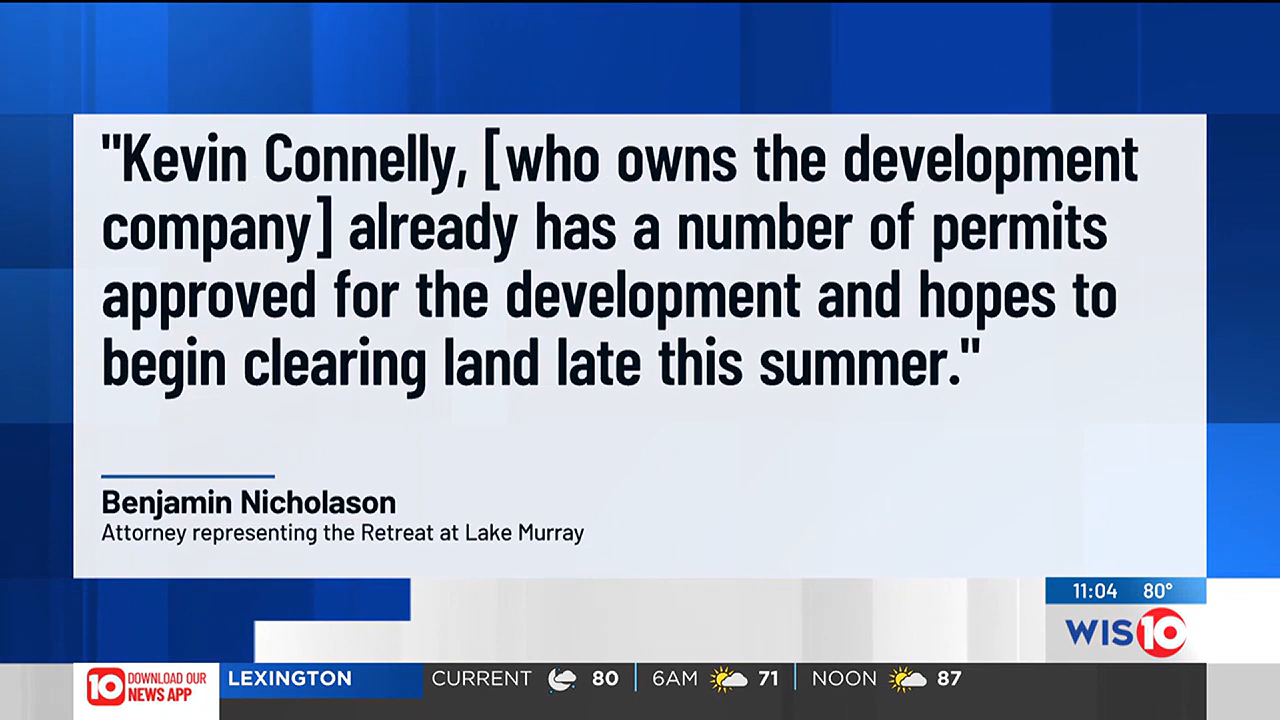 "Kevin Connelly, [who owns the development
company] already has a number of permits
approved for the development and hopes to
begin clearing land late this summer."
Benjamin Nicholason
Attorney representing the Retreat at Lake Murray
11:04 80°
WIS10
10 DOWNLOAD OUR
NEWS APP
LEXINGTON CURRENT 80 6AM 71 NOON 87